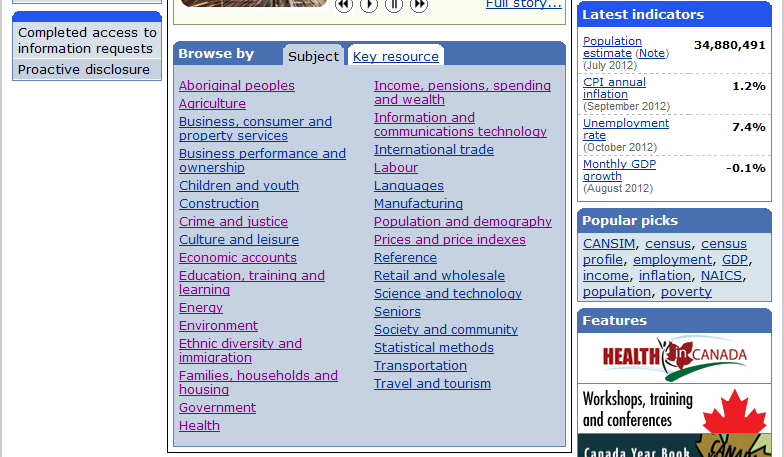 Full story...
Completed access to
information requests
Proactive disclosure
Browse by
Subject
Key resource
Aboriginal peoples
Agriculture
Business, consumer and
property services
Business performance and
ownership
Children and youth
Construction
Crime and justice
Culture and leisure
Economic accounts
Education, training and
learning
Energy
Environment
Ethnic diversity and
immigration
Families, households and
housing
Government
Health
Income, pensions, spending
and wealth
Information and
communications technology
International trade
Labour
Languages
Manufacturing
Population and demography
Prices and price indexes
Reference
Retail and wholesale
Science and technology
Seniors
Society and community
Statistical methods
Transportation
Travel and tourism
Latest indicators
Population
estimate (Note) 34,880,491
(July 2012)
CPI annual
inflation 1.2%
(September 2012)
Unemployment
rate 7.4%
(October 2012)
Monthly GDP
growth -0.1%
(August 2012)
Popular picks
CANSIM, census, census
profile, employment, GDP,
income, inflation, NAICS,
population, poverty
Features
HEALTH in CANADA
Workshops, training
and conferences
Canada Year Book
CANA